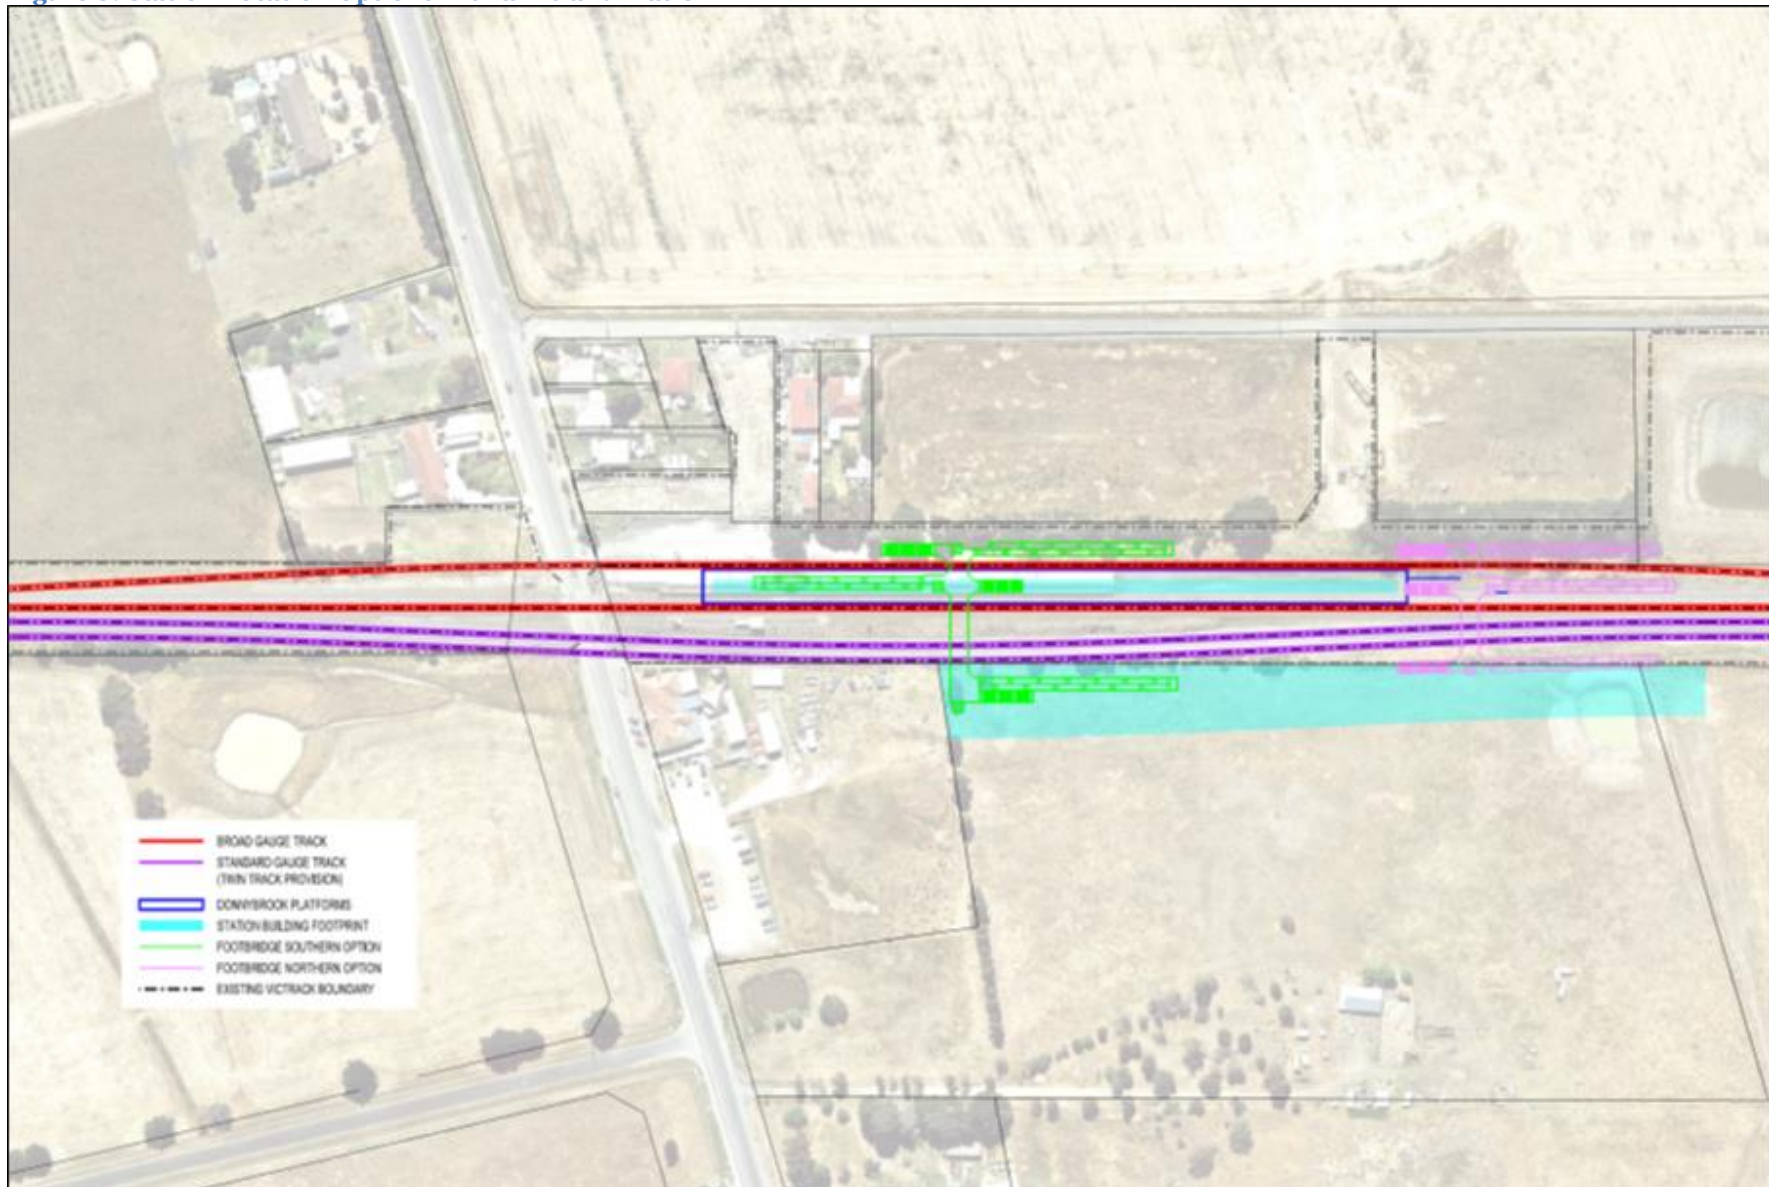 BROAD GAUGE TRACK
STANDARD GAUGE TRACK
(TWIN TRACK PROVISION)
DONNYBROOK PLATFORMS
STATION BUILDING FOOTPRINT
FOOTBRIDGE SOUTHERN OPTION
FOOTBRIDGE NORTHERN OPTION
EXISTING VICTRACK BOUNDARY